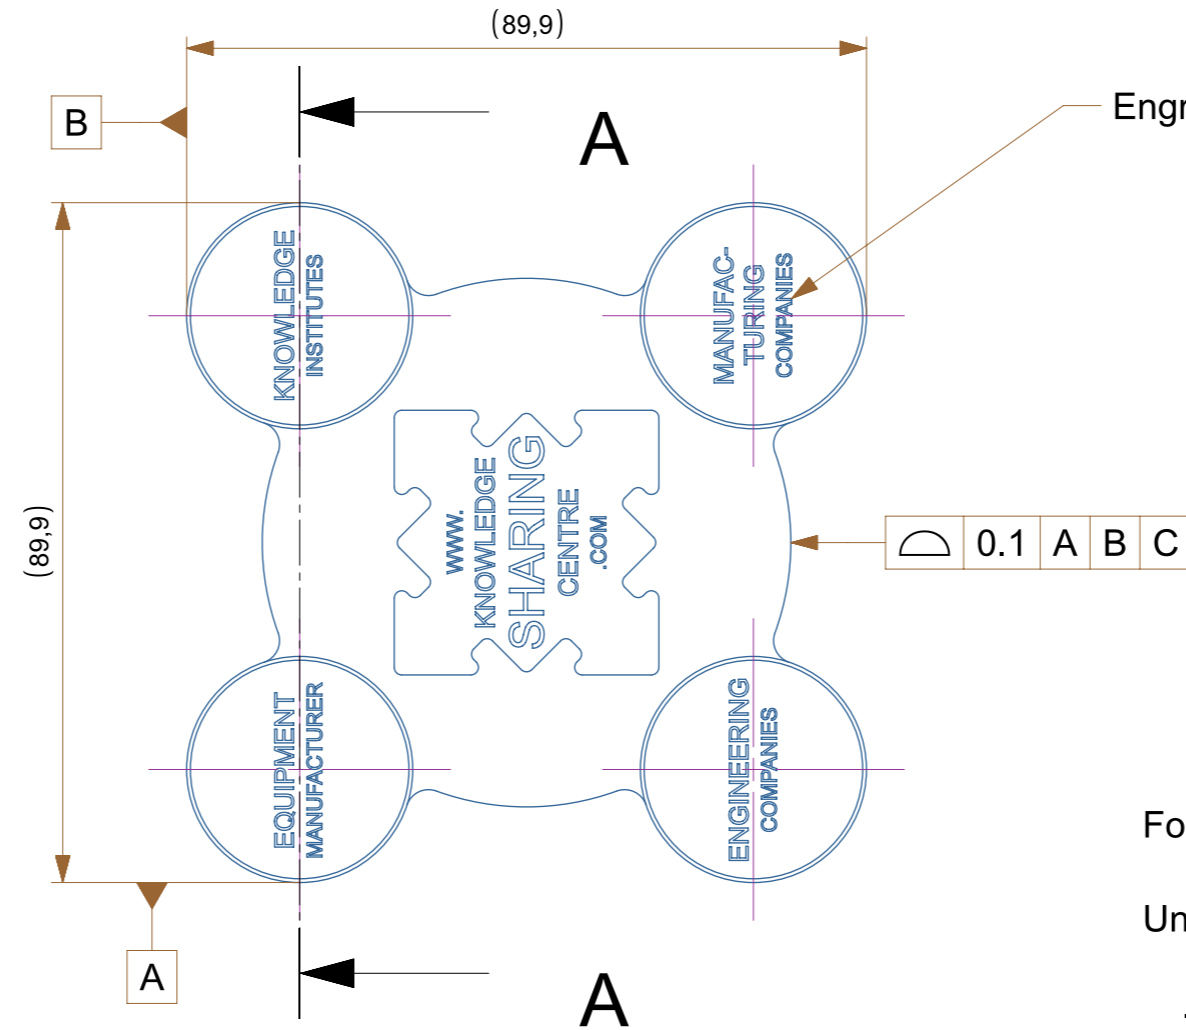 (89,9)
B
A
Engr
KNOWLEDGE
INSTITUTES
MANUFAC-
TURING
COMPANIES
(89,9)
WWW.
KNOWLEDGE
SHARING
CENTRE
.COM
0.1 A B C
EQUIPMENT
MANUFACTURER
ENGINEERING
COMPANIES
Fo
Un
A
A